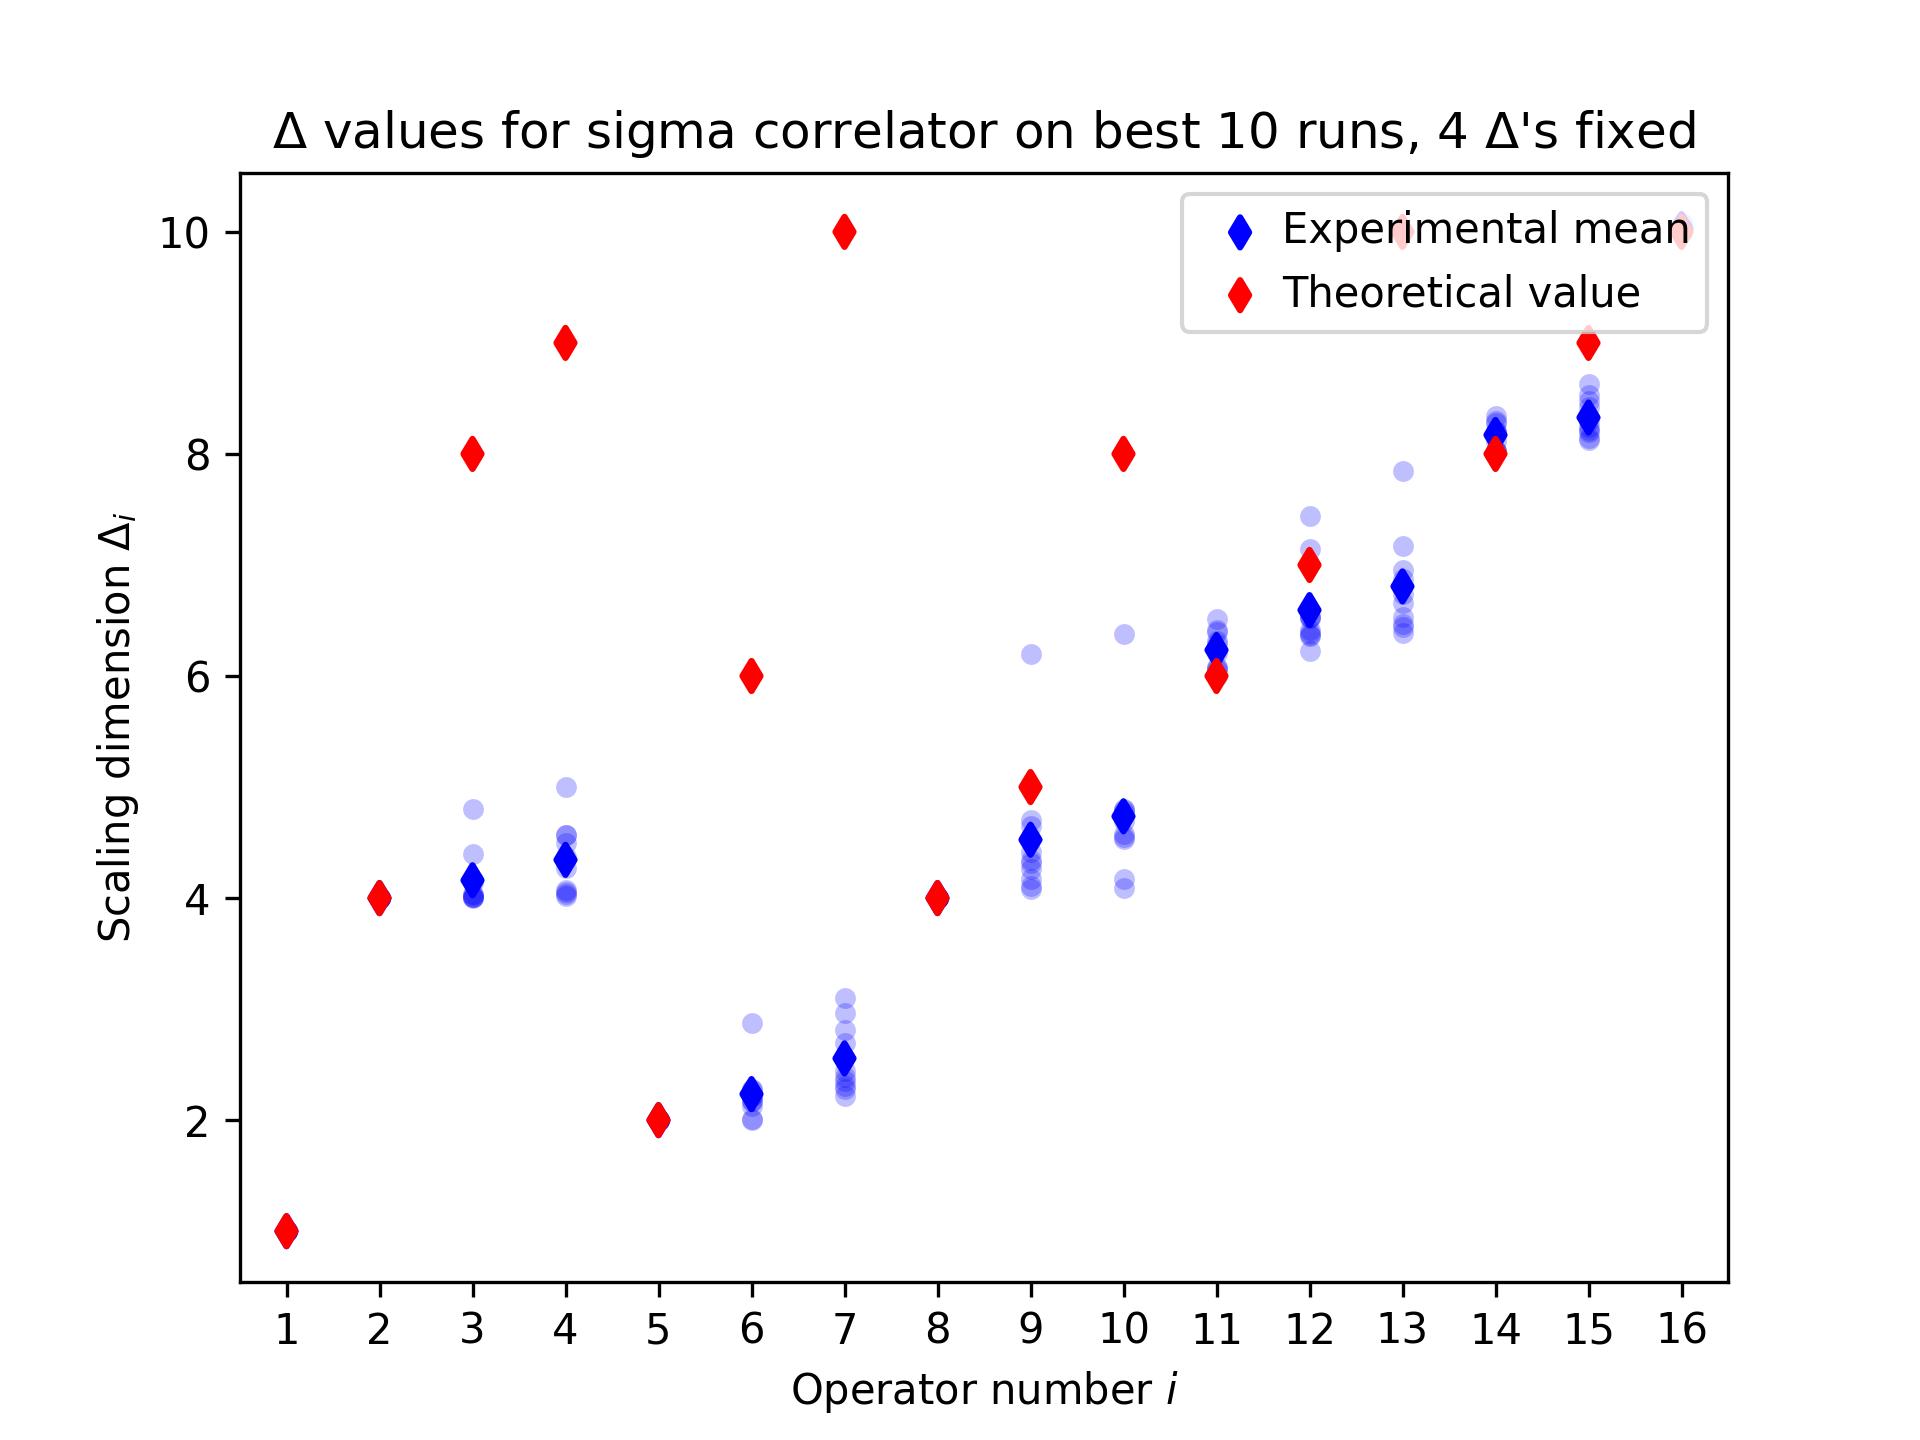 Δ values for sigma correlator on best 10 runs, 4 Δ's fixed
Experimental mean
Theoretical value
10
8
6
4
2
Scaling dimension Δi
1 2 3 4 5 6 7 8 9 10 11 12 13 14 15 16
Operator number i